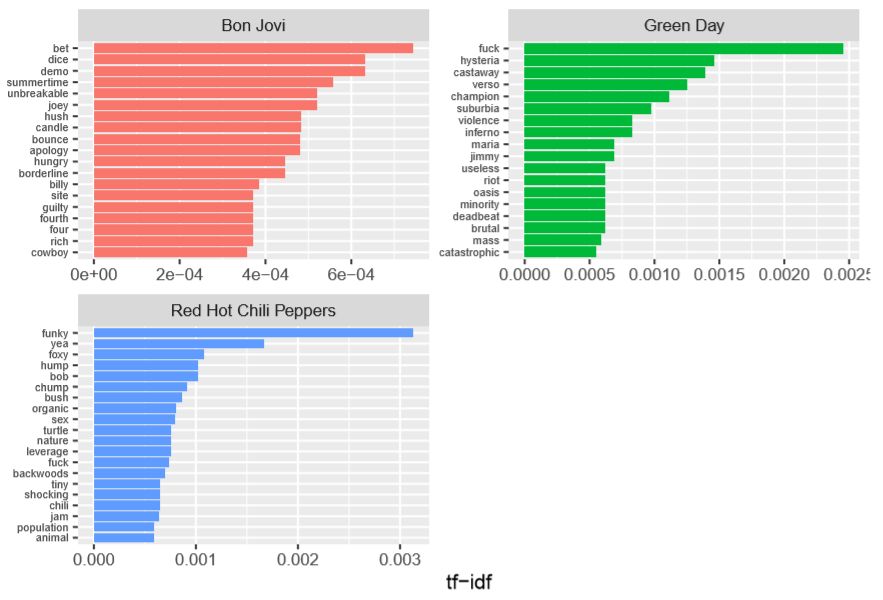 Bon Jovi
bet
dice
demo
summertime
unbreakable
joey
hush
candle
bounce
apology
hungry
borderline
billy
site
guilty
fourth
four
rich
cowboy
0e+00 2e-04 4e-04 6e-04
Green Day
fuck
hysteria
castaway
verso
champion
suburbia
violence
inferno
maria
jimmy
useless
riot
oasis
minority
deadbeat
brutal
mass
catastrophic
0.0000 0.0005 0.0010 0.0015 0.0020 0.0025
Red Hot Chili Peppers
funky
yea
foxy
hump
bob
chump
bush
organic
sex
turtle
nature
leverage
fuck
backwoods
tiny
shocking
chili
jam
population
animal
0.000 0.001 0.002 0.003
tf-idf